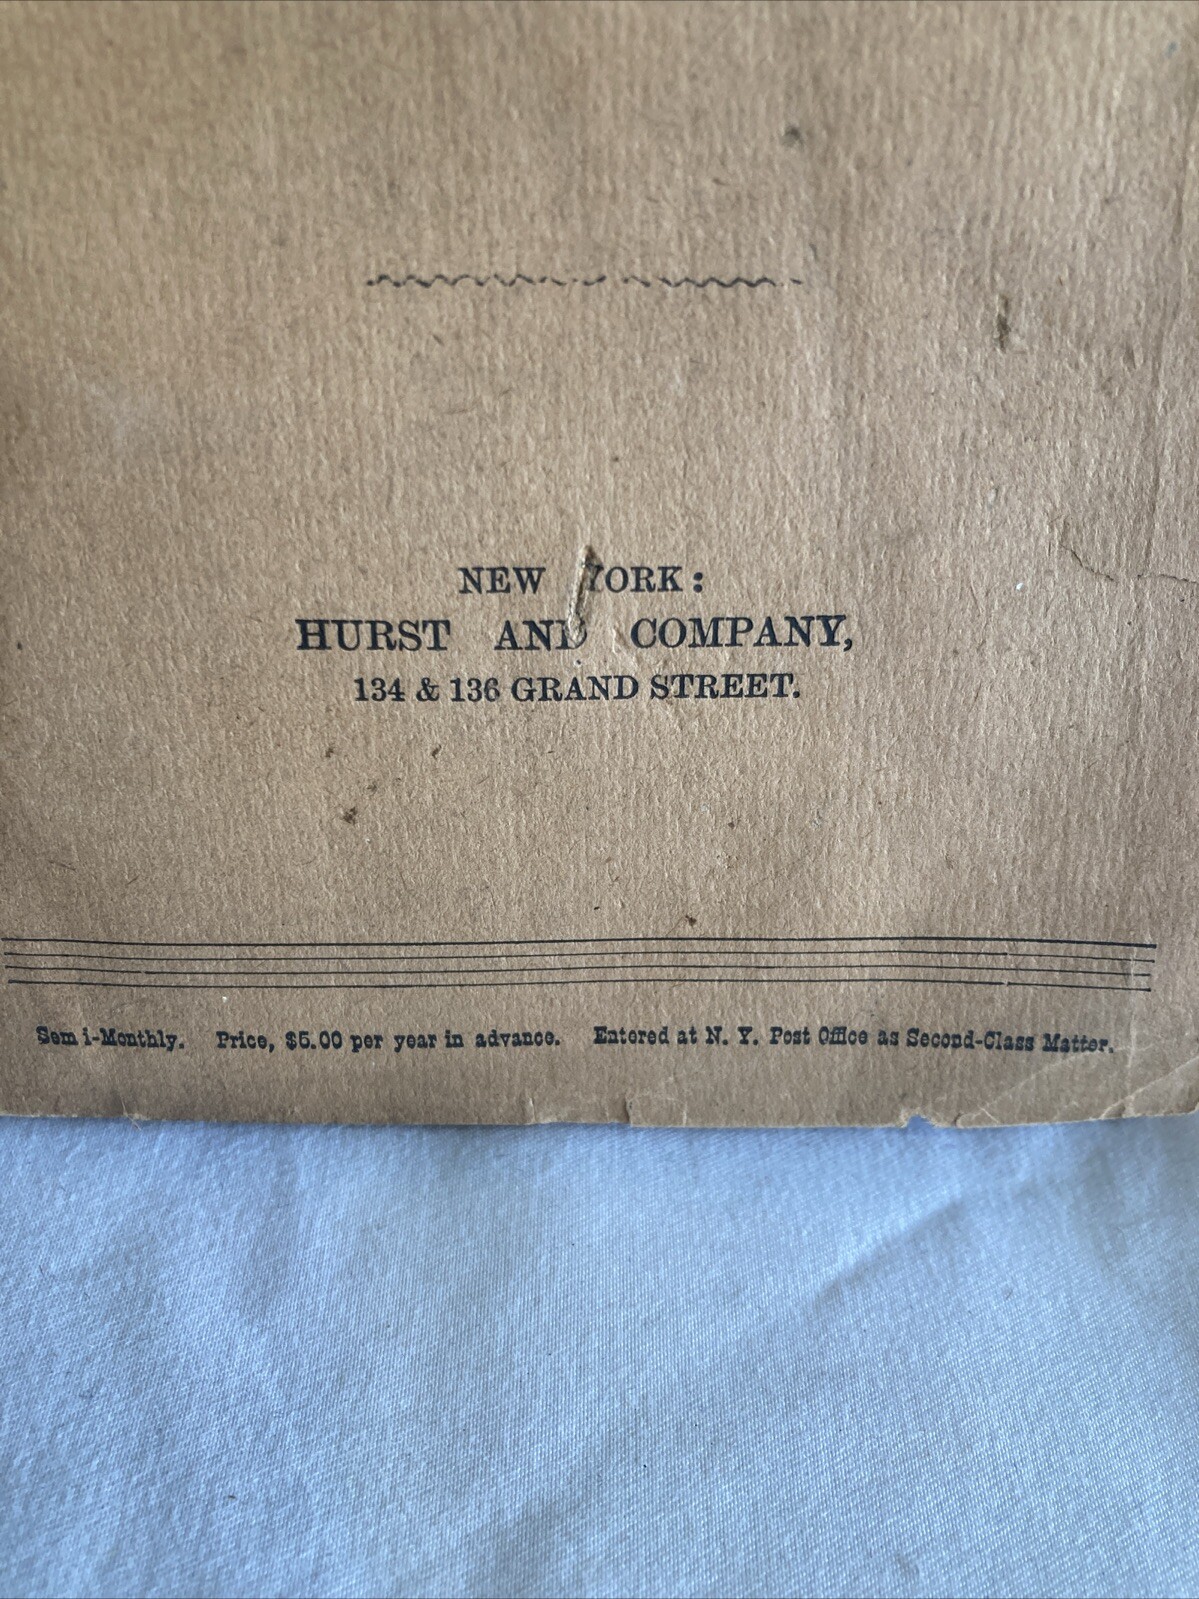 NEW YORK:
HURST AND COMPANY,
134 & 136 GRAND STREET.
Sem i-Monthly. Price, $5.00 per year in advance. Entered at N. Y. Post Office as Second-Class Matter.